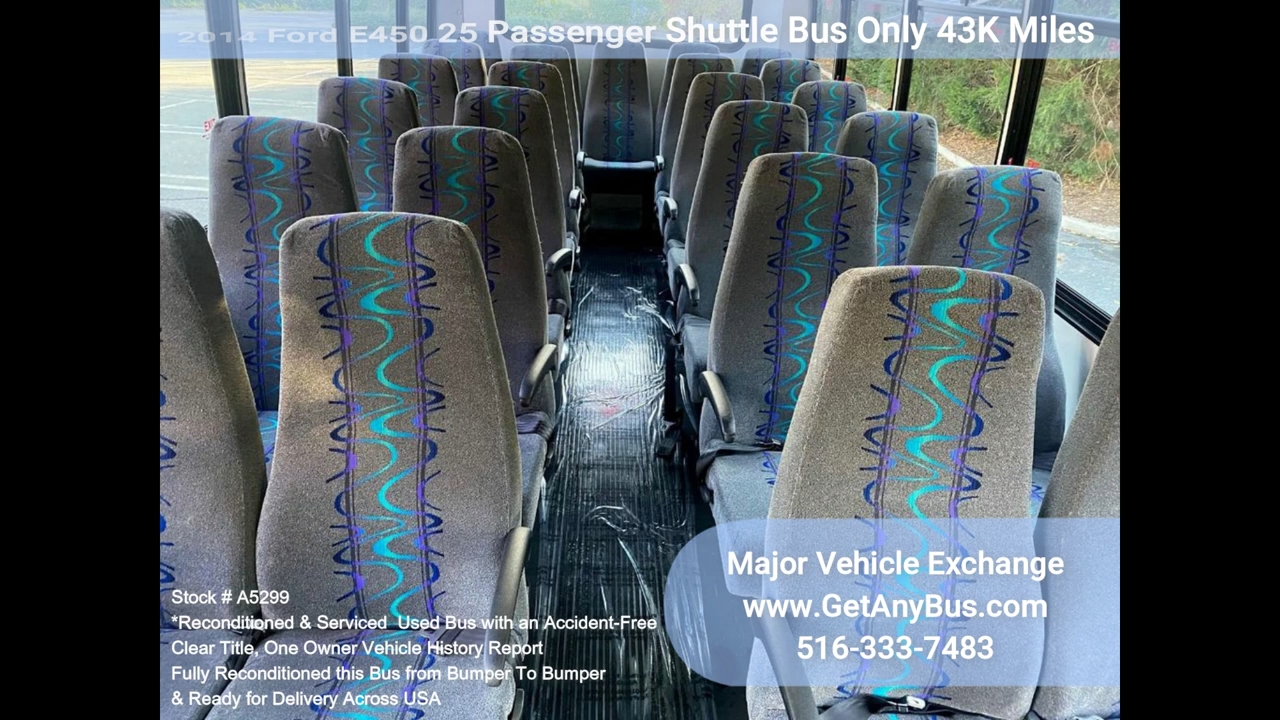 2014 Ford E450 25 Passenger Shuttle Bus Only 43K Miles
Major Vehicle Exchange
www.GetAnyBus.com
516-333-7483
Stock # A5299
*Reconditioned & Serviced Used Bus with an Accident-Free
Clear Title, One Owner Vehicle History Report
Fully Reconditioned this Bus from Bumper To Bumper
& Ready for Delivery Across USA